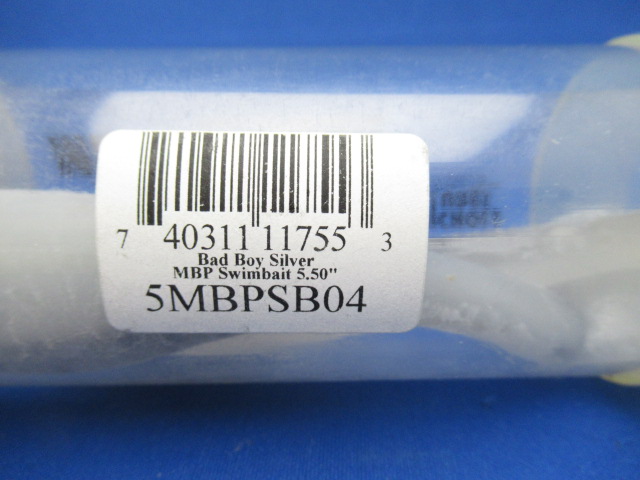 7 40311 11755 3
Bad Boy Silver
MBP Swimbait 5.50"
5MBPSB04